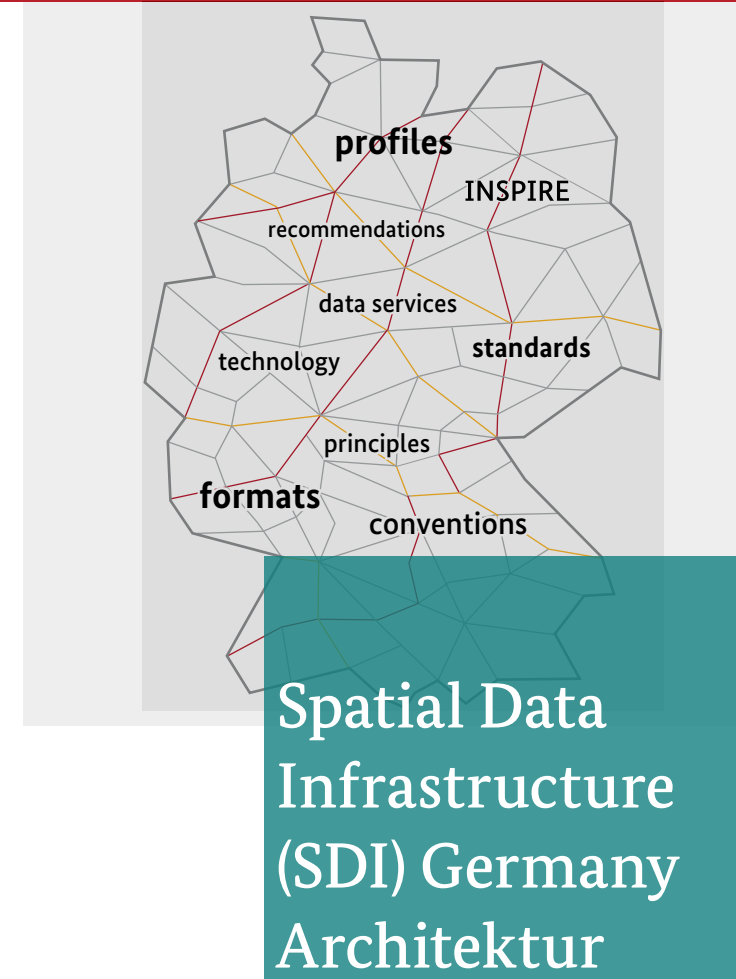 profiles
INSPIRE
recommendations
data services
standards
technology
principles
formats
conventions
Spatial Data
Infrastructure
(SDI) Germany
Architektur